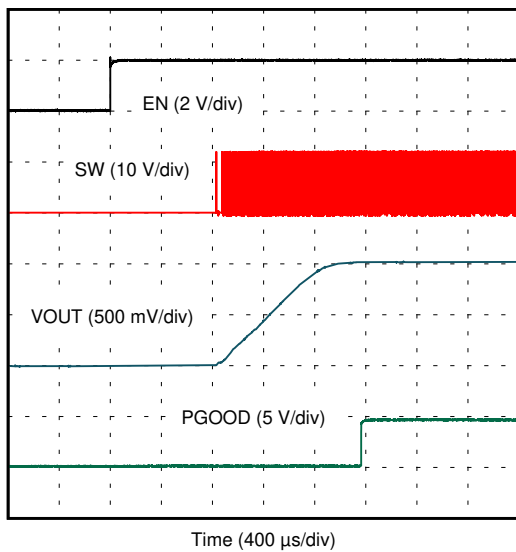 EN (2 V/div)
SW (10 V/div)
VOUT (500 mV/div)
PGOOD (5 V/div)
Time (400 µs/div)